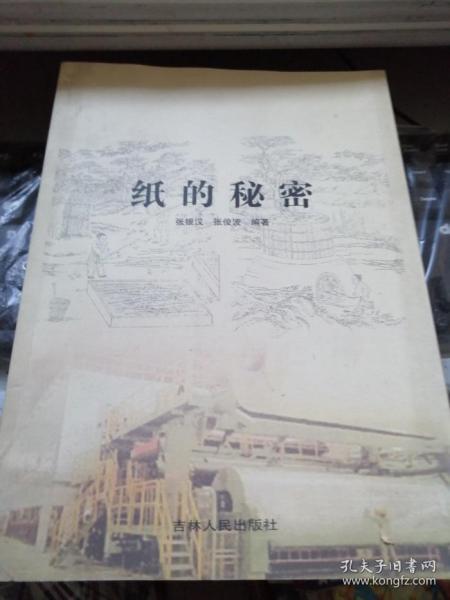 纸的秘密
张银汉 张俊波 编著
吉林人民出版社
孔夫子旧书网
www.kongfz.com